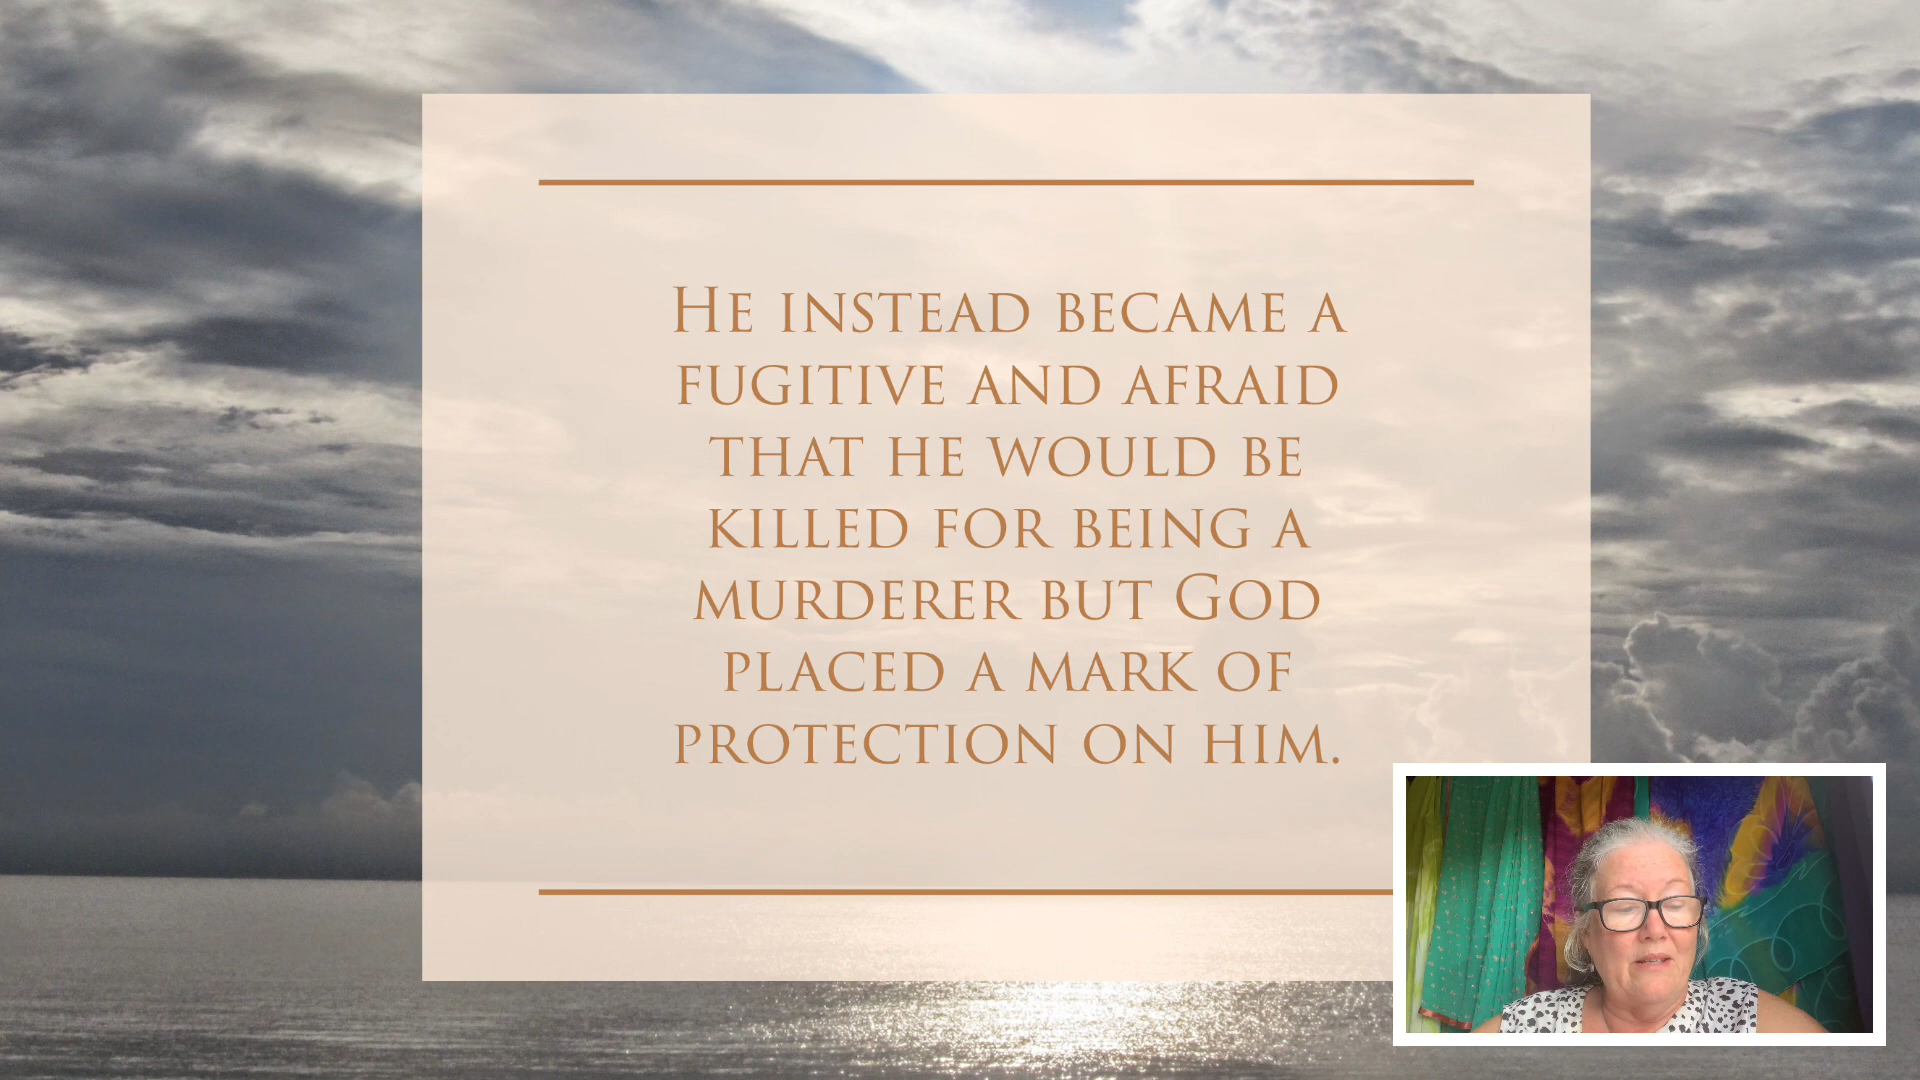 He instead became a
fugitive and afraid
that he would be
killed for being a
murderer but God
placed a mark of
protection on him.